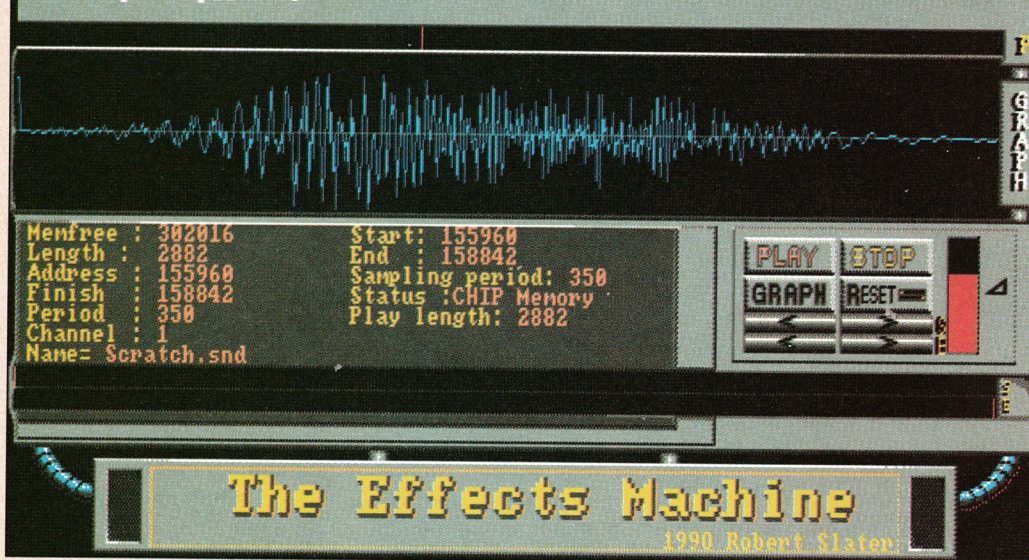 GRAPH
Memfree : 302016
Length : 2882
Address : 155960
Finish : 158842
Period : 350
Channel : 1
Name= Scratch.snd
Start: 155960
End : 158842
Sampling period: 350
Status :CHIP Memory
Play length: 2882
PLAY STOP
GRAPH RESET
< >
< >
The Effects Machine
1990 Robert Slater